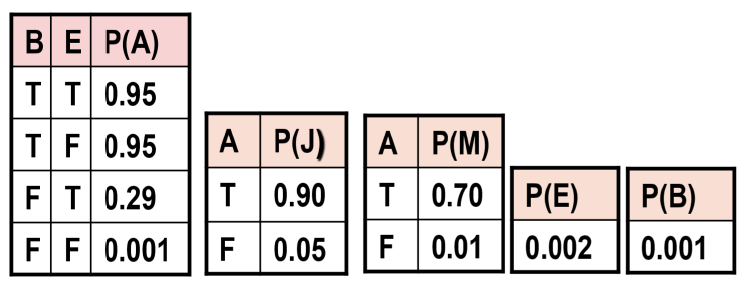 B E P(A)
T T 0.95
T F 0.95
F T 0.29
F F 0.001
A P(J)
T 0.90
F 0.05
A P(M)
T 0.70
F 0.01
P(E)
0.002
P(B)
0.001